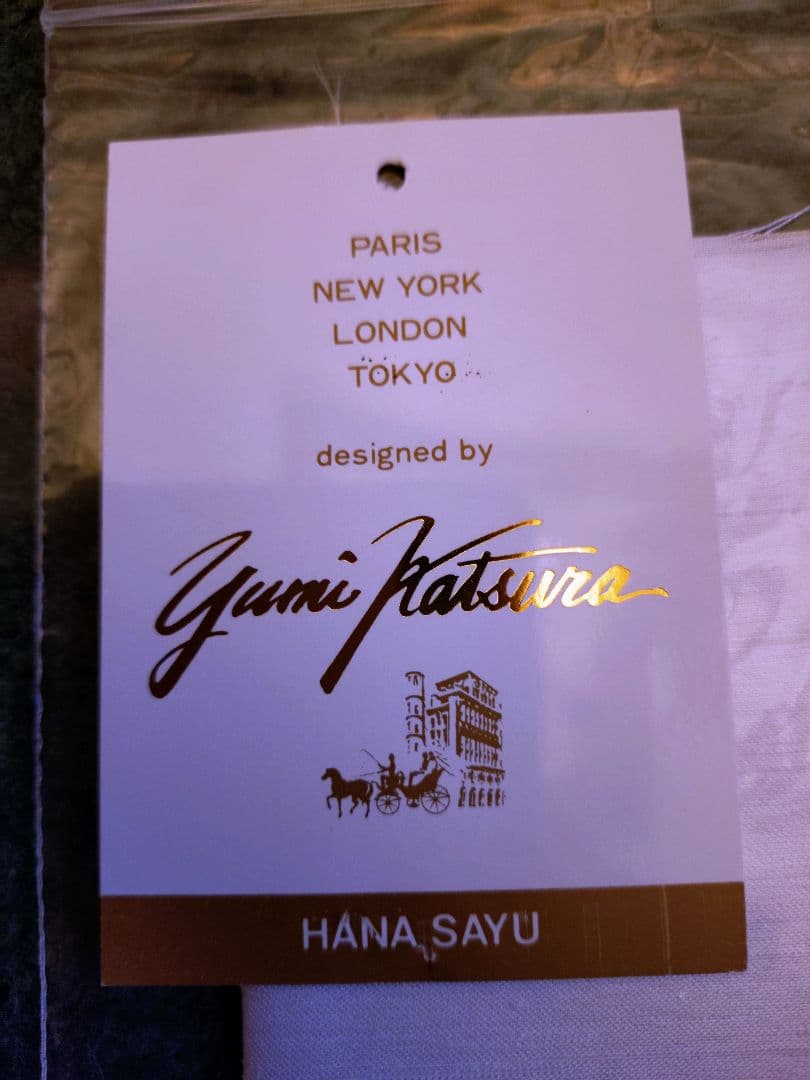 PARIS
NEW YORK
LONDON
TOKYO
designed by
Yumi Katsura
HANA SAYU